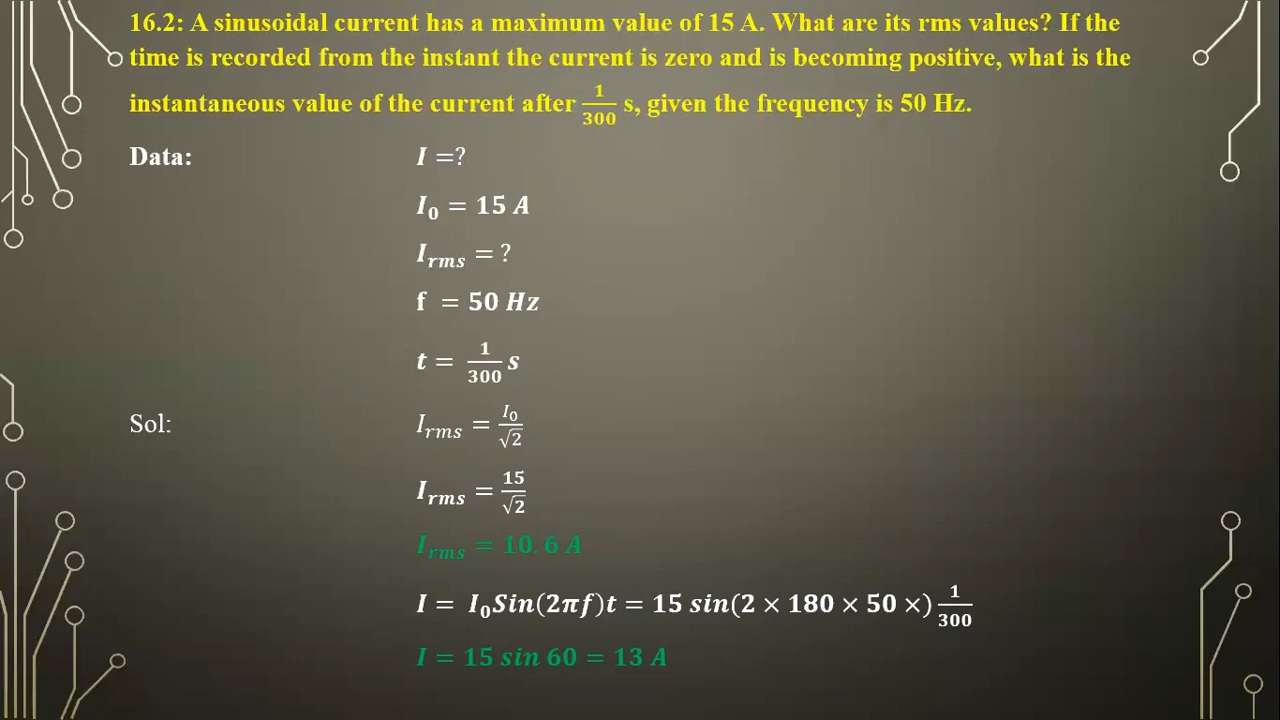 16.2: A sinusoidal current has a maximum value of 15 A. What are its rms values? If the
time is recorded from the instant the current is zero and is becoming positive, what is the
instantaneous value of the current after 1/300 s, given the frequency is 50 Hz.
Data: I =?
I₀ = 15 A
Iᵣₘₛ = ?
f = 50 Hz
t = 1/300 s
Sol: Iᵣₘₛ = I₀/√2
Iᵣₘₛ = 15/√2
Iᵣₘₛ = 10.6 A
I = I₀Sin(2πf)t = 15 sin(2 × 180 × 50 ×) 1/300
I = 15 sin 60 = 13 A